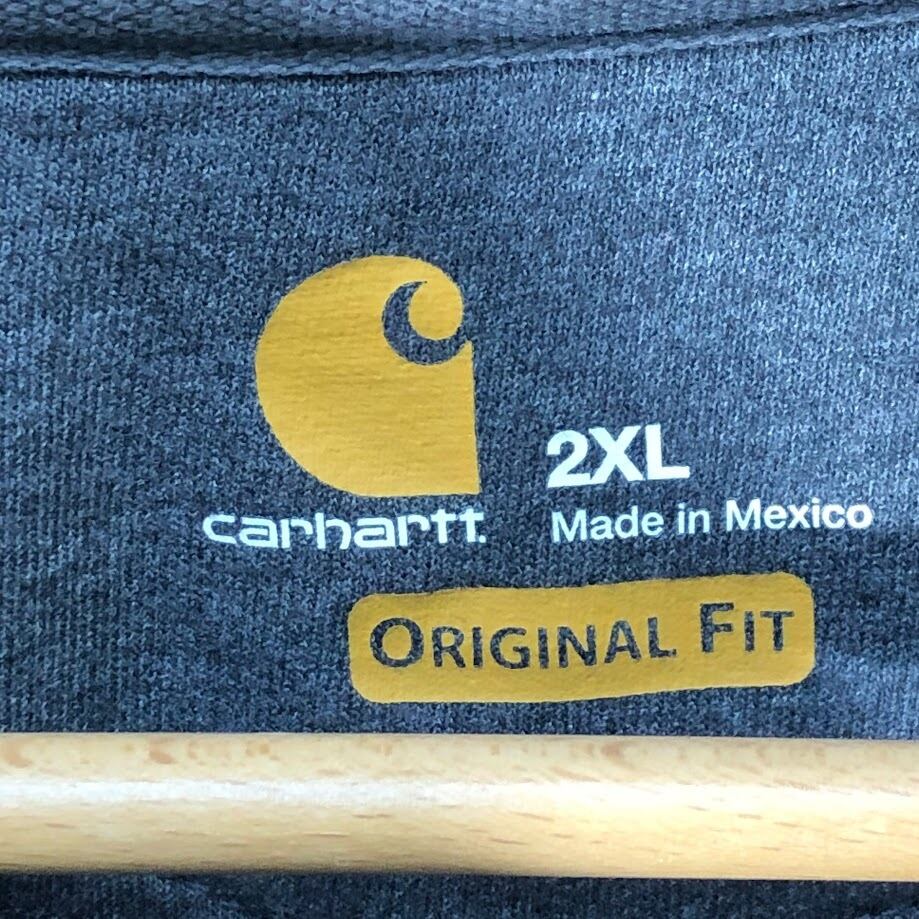 carhartt.
2XL
Made in Mexico
ORIGINAL FIT